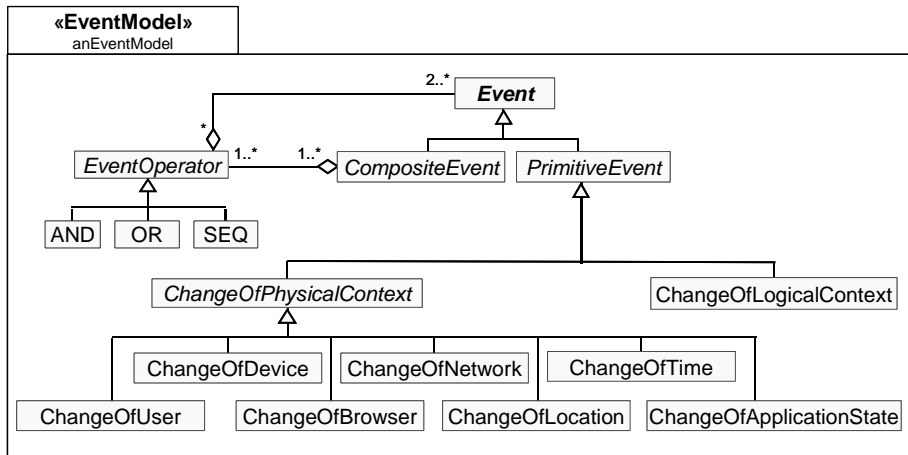 «EventModel»
anEventModel
2..*
Event
*
EventOperator
1..*
1..*
CompositeEvent
PrimitiveEvent
AND
OR
SEQ
ChangeOfPhysicalContext
ChangeOfLogicalContext
ChangeOfDevice
ChangeOfNetwork
ChangeOfTime
ChangeOfUser
ChangeOfBrowser
ChangeOfLocation
ChangeOfApplicationState